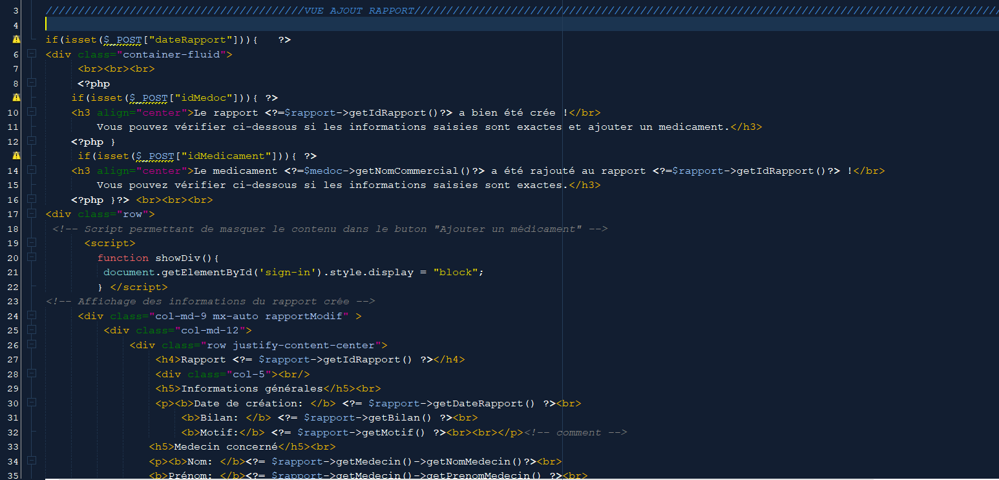 3 ////////////////////////////////////////VUE AJOUT RAPPORT///////////////////////////////////////////////////////////////////////////////////////////
4
if(isset($_POST["dateRapport"])){   ?>
6 <div class="container-fluid">
7 <br><br><br>
8 <?php
if(isset($_POST["idMedoc"])){ ?>
10 <h3 align="center">Le rapport <?=$rapport->getIdRapport()?> a bien été crée !</br>
11 Vous pouvez vérifier ci-dessous si les informations saisies sont exactes et ajouter un medicament.</h3>
12 <?php }
if(isset($_POST["idMedicament"])){ ?>
14 <h3 align="center">Le medicament <?=$medoc->getNomCommercial()?> a été rajouté au rapport <?=$rapport->getIdRapport()?> !</br>
15 Vous pouvez vérifier ci-dessous si les informations saisies sont exactes.</h3>
16 <?php }?> <br><br><br>
17 <div class="row">
18 <!-- Script permettant de masquer le contenu dans le buton "Ajouter un médicament" -->
19 <script>
20 function showDiv(){
21 document.getElementById('sign-in').style.display = "block";
22 } </script>
23 <!-- Affichage des informations du rapport crée -->
24 <div class="col-md-9 mx-auto rapportModif" >
25 <div class="col-md-12">
26 <div class="row justify-content-center">
27 <h4>Rapport <?= $rapport->getIdRapport() ?></h4>
28 <div class="col-5"><br/>
29 <h5>Informations générales</h5><br>
30 <p><b>Date de création: </b> <?= $rapport->getDateRapport() ?><br>
31 <b>Bilan: </b> <?= $rapport->getBilan() ?><br>
32 <b>Motif:</b> <?= $rapport->getMotif() ?><br><br></p><!-- comment -->
33 <h5>Medecin concerné</h5><br>
34 <p><b>Nom: </b><?= $rapport->getMedecin()->getNomMedecin()?><br>
35 <b>Prénom: </b><?= $rapport->getMedecin()->getPrenomMedecin() ?><br>